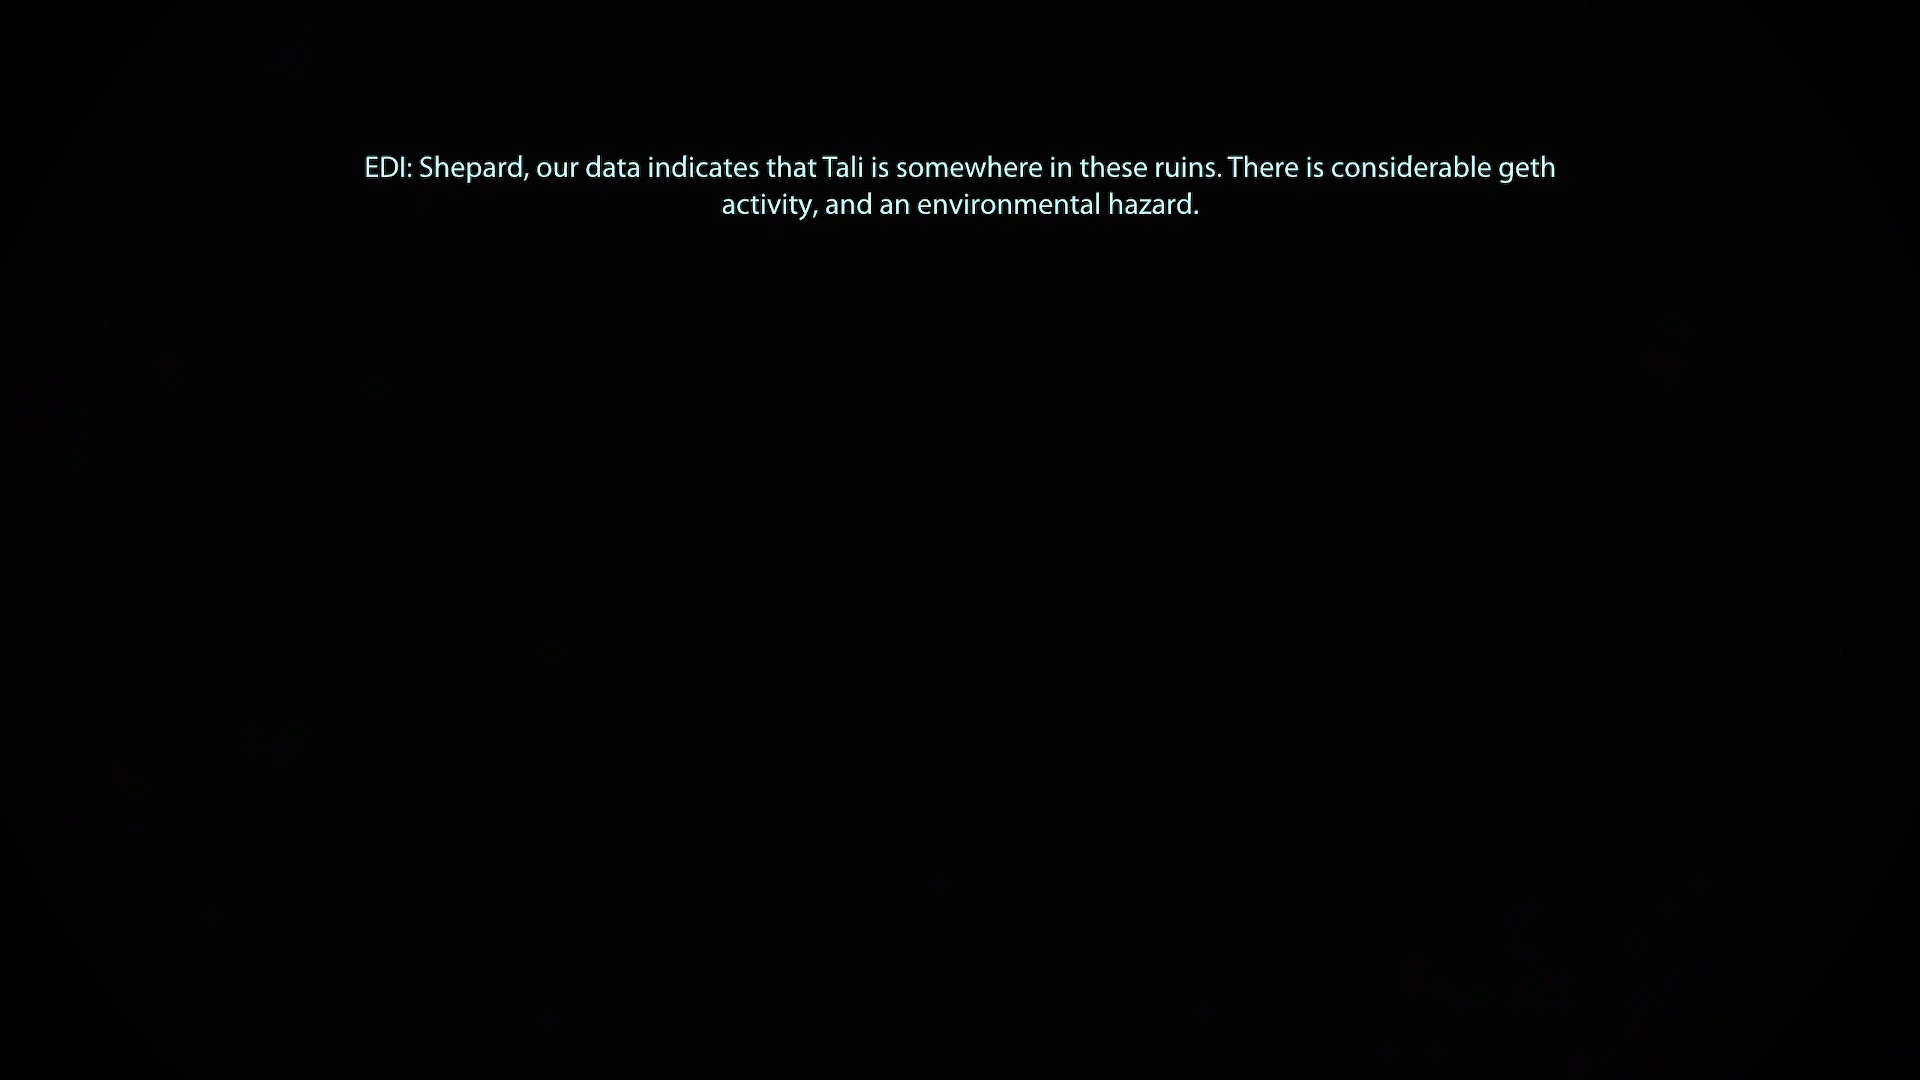 EDI: Shepard, our data indicates that Tali is somewhere in these ruins. There is considerable geth
activity, and an environmental hazard.